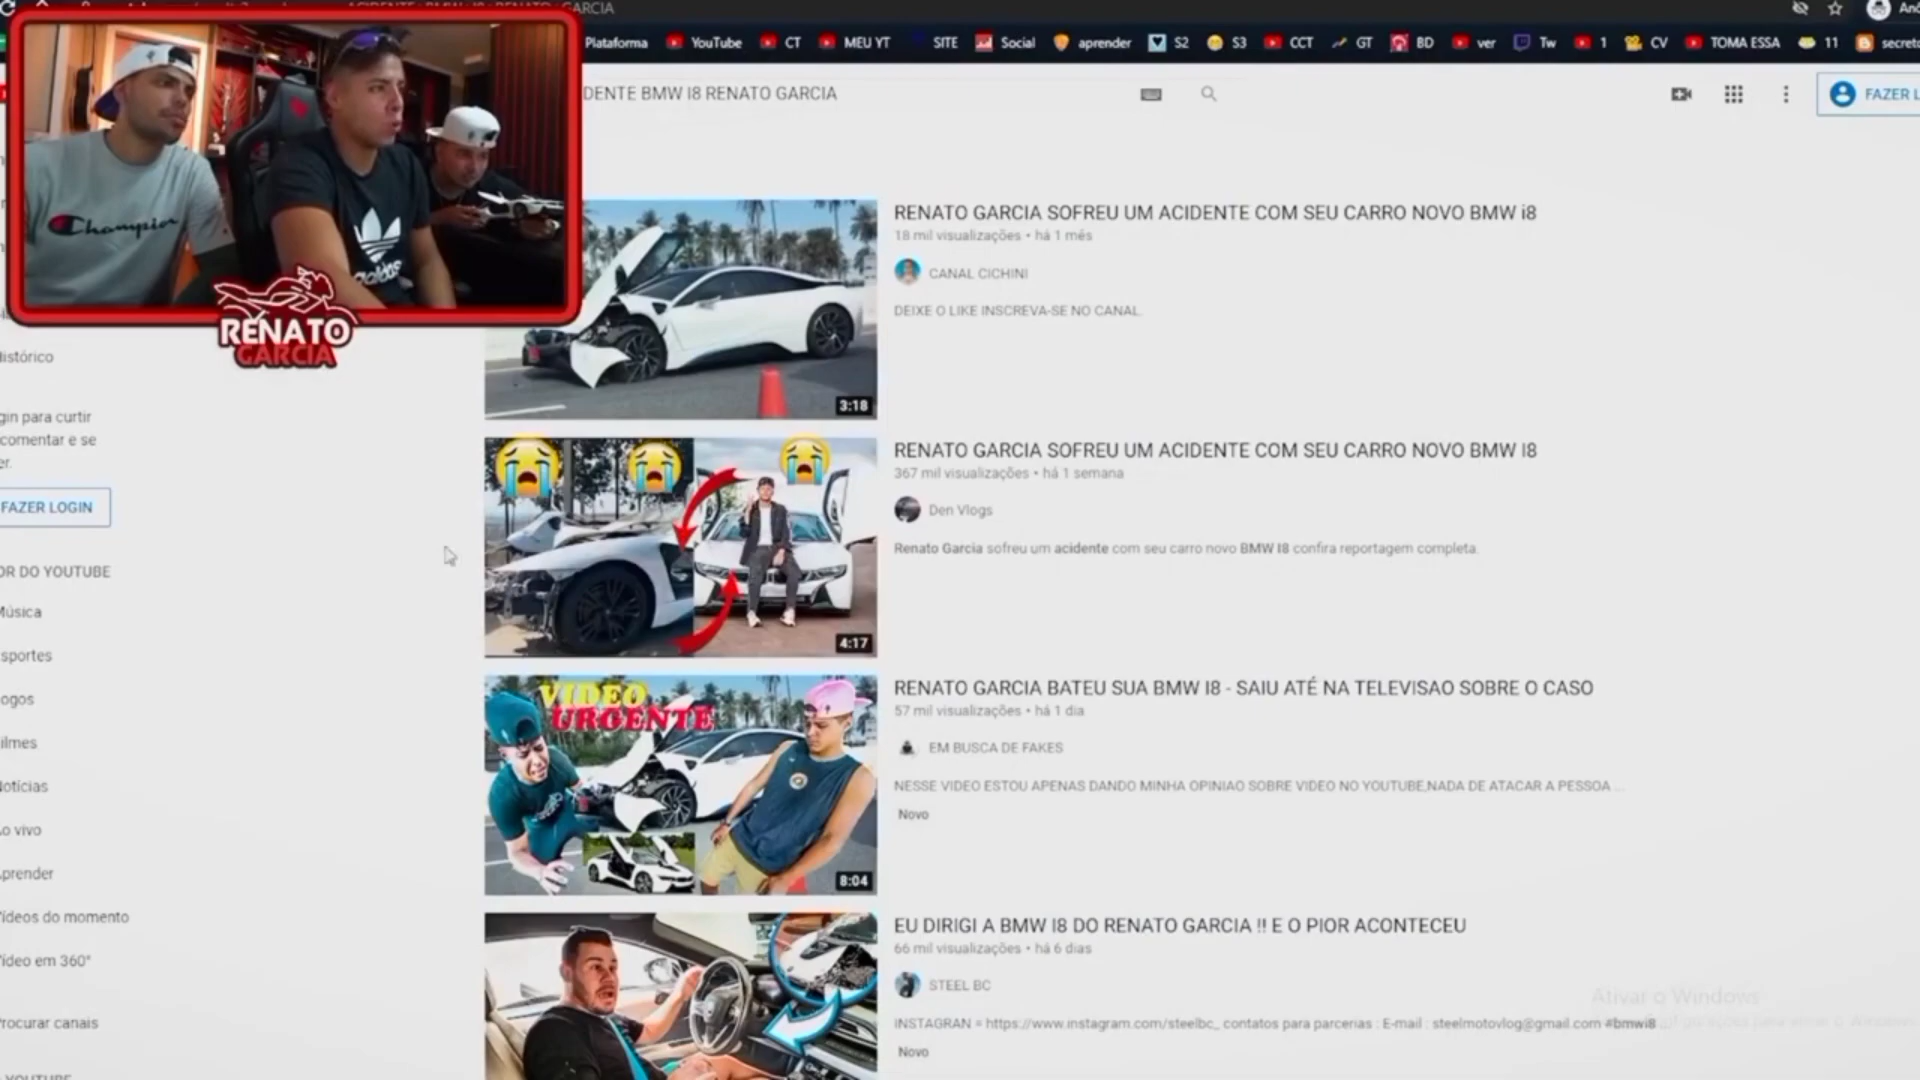 GARCIA
Plataforma
YouTube
CT
MEU YT
SITE
Social
aprender
S2
S3
CCT
GT
BD
ver
Tw
1
CV
TOMA ESSA
11
DENTE BMW I8 RENATO GARCIA
FAZER L
Champion
adidas
RENATO
GARCIA
RENATO GARCIA SOFREU UM ACIDENTE COM SEU CARRO NOVO BMW i8
18 mil visualizações • há 1 mês
CANAL CICHINI
DEIXE O LIKE INSCREVA-SE NO CANAL.
3:18
istórico
gin para curtir
comentar e se
er.
FAZER LOGIN
RENATO GARCIA SOFREU UM ACIDENTE COM SEU CARRO NOVO BMW I8
367 mil visualizações • há 1 semana
Den Vlogs
Renato Garcia sofreu um acidente com seu carro novo BMW I8 confira reportagem completa.
4:17
OR DO YOUTUBE
Música
sportes
ogos
ilmes
Notícias
o vivo
prender
ídeos do momento
ídeo em 360°
rocurar canais
YOUTUBE
VIDEO
URGENTE
RENATO GARCIA BATEU SUA BMW I8 - SAIU ATÉ NA TELEVISAO SOBRE O CASO
57 mil visualizações • há 1 dia
EM BUSCA DE FAKES
NESSE VIDEO ESTOU APENAS DANDO MINHA OPINIAO SOBRE VIDEO NO YOUTUBE,NADA DE ATACAR A PESSOA ...
Novo
8:04
EU DIRIGI A BMW I8 DO RENATO GARCIA !! E O PIOR ACONTECEU
66 mil visualizações • há 6 dias
STEEL BC
INSTAGRAN = https://www.instagram.com/steelbc_ contatos para parcerias : E-mail : steelmotovlog@gmail.com #bmwi8
Novo
Ativar o Windows